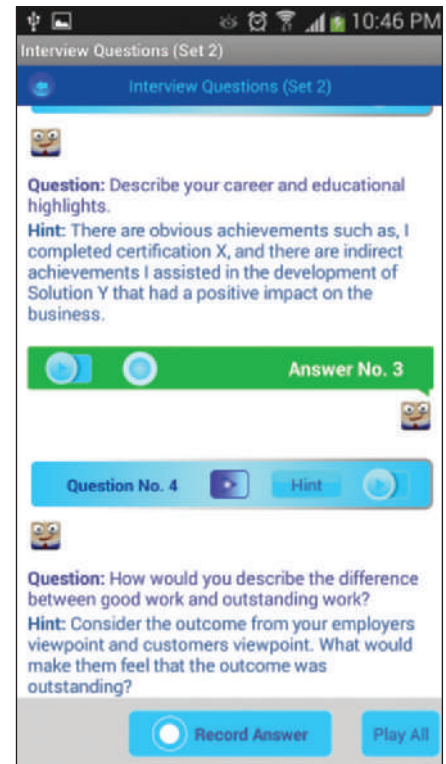 10:46 PM
Interview Questions (Set 2)
Interview Questions (Set 2)
Question: Describe your career and educational
highlights.
Hint: There are obvious achievements such as, I
completed certification X, and there are indirect
achievements I assisted in the development of
Solution Y that had a positive impact on the
business.
Answer No. 3
Question No. 4 Hint
Question: How would you describe the difference
between good work and outstanding work?
Hint: Consider the outcome from your employers
viewpoint and customers viewpoint. What would
make them feel that the outcome was
outstanding?
Record Answer Play All